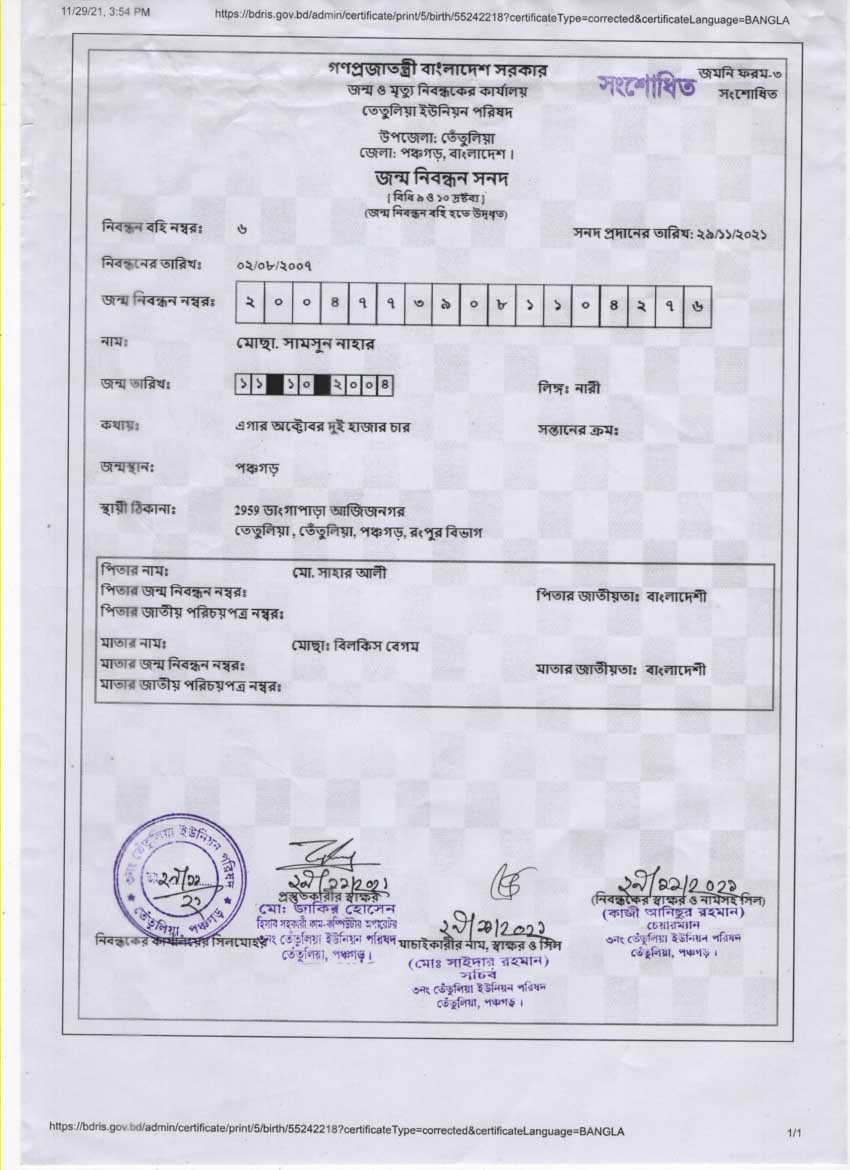 11/29/21, 3:54 PM
https://bdris.gov.bd/admin/certificate/print/5/birth/55242218?certificateType=corrected&certificateLanguage=BANGLA
গণপ্রজাতন্ত্রী বাংলাদেশ সরকার
সংশোধিত
জমনি ফরম-৩
জন্ম ও মৃত্যু নিবন্ধকের কার্যালয়
সংশোধিত
তেতুলিয়া ইউনিয়ন পরিষদ
উপজেলা: তেঁতুলিয়া
জেলা: পঞ্চগড়, বাংলাদেশ।
জন্ম নিবন্ধন সনদ
[ বিধি ৯ ও ১০ দ্রষ্টব্য]
(জন্ম নিবন্ধন বহি হতে উদ্ধৃত)
নিবন্ধন বহি নম্বরঃ ৬ সনদ প্রদানের তারিখ: ২৯/১১/২০২১
নিবন্ধনের তারিখঃ ০২/০৮/২০০৭
জন্ম নিবন্ধন নম্বরঃ ২ ০ ০ ৪ ৭ ৭ ৩ ৯ ০ ৮ ১ ১ ০ ৪ ২ ৭ ৬
নামঃ মোছা. সামসুন নাহার
জন্ম তারিখঃ ১১ ১০ ২০০৪ লিঙ্গঃ নারী
কথায়ঃ এগার অক্টোবর দুই হাজার চার সন্তানের ক্রমঃ
জন্মস্থান: পঞ্চগড়
স্থায়ী ঠিকানা: 2959 ডাংগাপাড়া আজিজনগর
তেতুলিয়া , তেঁতুলিয়া, পঞ্চগড়, রংপুর বিভাগ
পিতার নাম: মো. সাহার আলী
পিতার জন্ম নিবন্ধন নম্বরঃ পিতার জাতীয়তাঃ বাংলাদেশী
পিতার জাতীয় পরিচয়পত্র নম্বরঃ
মাতার নামঃ মোছাঃ বিলকিস বেগম
মাতার জন্ম নিবন্ধন নম্বরঃ মাতার জাতীয়তাঃ বাংলাদেশী
মাতার জাতীয় পরিচয়পত্র নম্বরঃ
৩নং তেঁতুলিয়া ইউনিয়ন পরিষদ
তেঁতুলিয়া, পঞ্চগড়
২৯/১১/২০২১
প্রস্তুতকারীর স্বাক্ষর
মো: জাকির হোসেন
হিসাব সহকারী কাম-কম্পিউটার অপারেটর
৩নং তেঁতুলিয়া ইউনিয়ন পরিষদ
তেঁতুলিয়া, পঞ্চগড়।
নিবন্ধকের কার্যালয়ের সিলমোহর
২৯/১১/২০২১
যাচাইকারীর নাম, স্বাক্ষর ও সিল
(মোঃ সাইদার রহমান)
সচিব
৩নং তেঁতুলিয়া ইউনিয়ন পরিষদ
তেঁতুলিয়া, পঞ্চগড় ।
২৯/১১/২০২১
(নিবন্ধকের স্বাক্ষর ও নামসহ সিল)
(কাজী আনিছুর রহমান)
চেয়ারম্যান
৩নং তেঁতুলিয়া ইউনিয়ন পরিষদ
তেঁতুলিয়া, পঞ্চগড় ।
https://bdris.gov.bd/admin/certificate/print/5/birth/55242218?certificateType=corrected&certificateLanguage=BANGLA
1/1